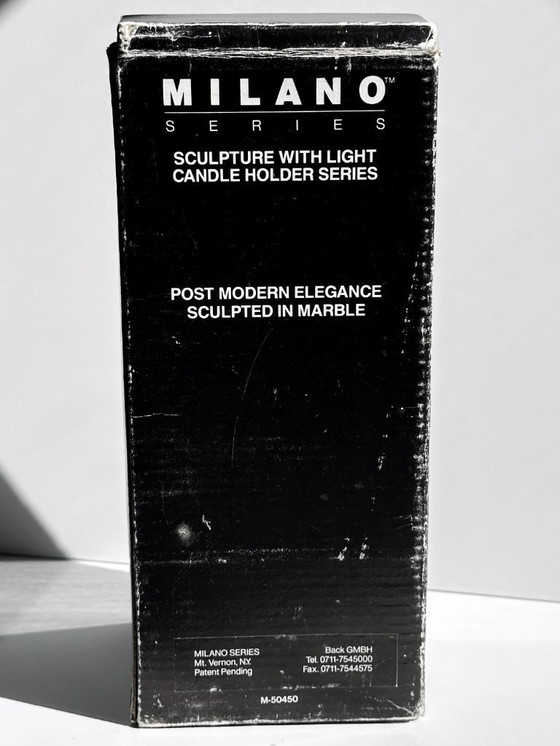 MILANO™
SERIES
SCULPTURE WITH LIGHT
CANDLE HOLDER SERIES
POST MODERN ELEGANCE
SCULPTED IN MARBLE
MILANO SERIES
Mt. Vernon, N.Y.
Patent Pending
Back GMBH
Tel. 0711-7545000
Fax. 0711-7544575
M-50450